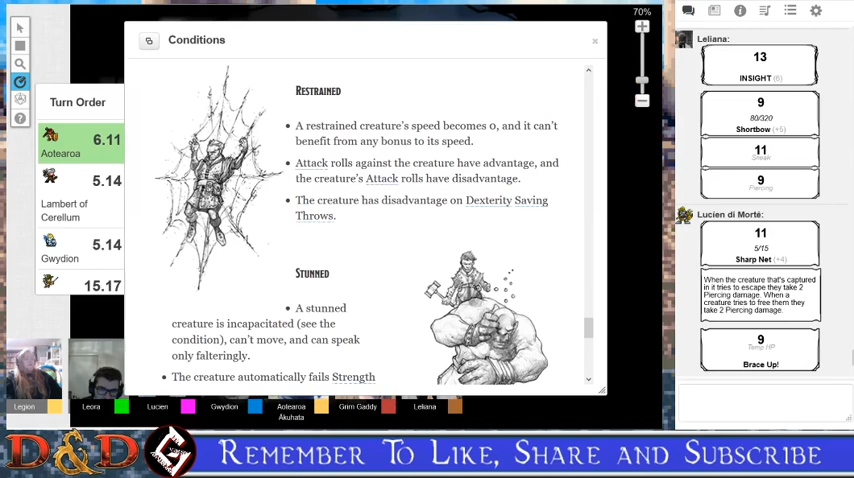 70%
Conditions
Turn Order
Aotearoa
6.11
Lambert of
Cerellum
5.14
Gwydion
5.14
15.17
RESTRAINED
A restrained creature's speed becomes 0, and it can't
benefit from any bonus to its speed.
Attack rolls against the creature have advantage, and
the creature's Attack rolls have disadvantage.
The creature has disadvantage on Dexterity Saving
Throws.
STUNNED
A stunned
creature is incapacitated (see the
condition), can't move, and can speak
only falteringly.
The creature automatically fails Strength
Leliana:
13
INSIGHT (6)
9
80/320
Shortbow (+5)
11
Sneak
9
Piercing
Lucíen di Morté:
11
5/15
Sharp Net (+4)
When the creature that's captured
in it tries to escape they take 2
Piercing damage. When a
creature tries to free them they
take 2 Piercing damage.
9
Temp HP
Brace Up!
Legion
Leora
Lucien
Gwydion
Aotearoa
Akuhata
Grim Gaddy
Leliana
D&D
REMEMBER TO LIKE, SHARE AND SUBSCRIBE